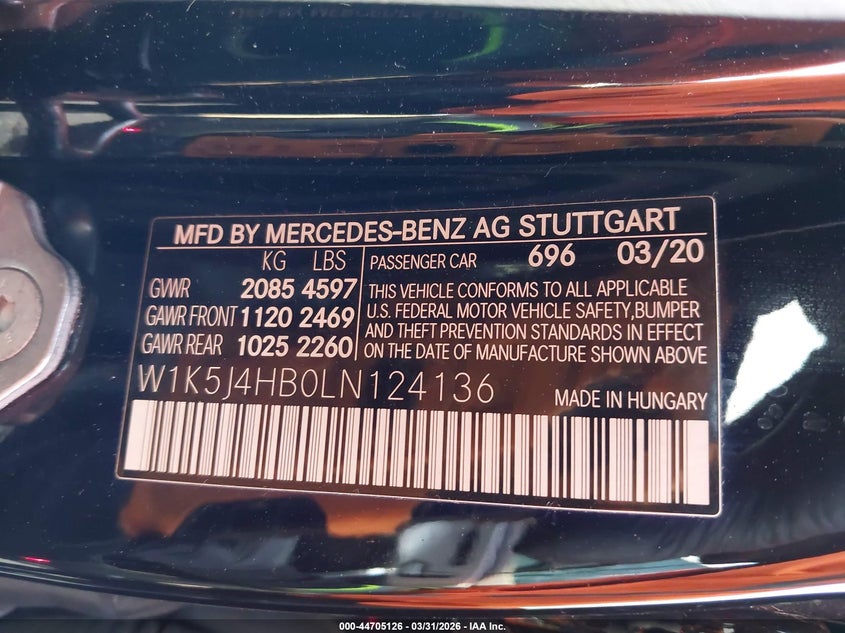 MFD BY MERCEDES-BENZ AG STUTTGART
KG LBS
GVWR 2085 4597
GAWR FRONT 1120 2469
GAWR REAR 1025 2260
PASSENGER CAR 696 03/20
THIS VEHICLE CONFORMS TO ALL APPLICABLE
U.S. FEDERAL MOTOR VEHICLE SAFETY,BUMPER
AND THEFT PREVENTION STANDARDS IN EFFECT
ON THE DATE OF MANUFACTURE SHOWN ABOVE
W1K5J4HB0LN124136
MADE IN HUNGARY
000-44705126 - 03/31/2026 - IAA Inc.